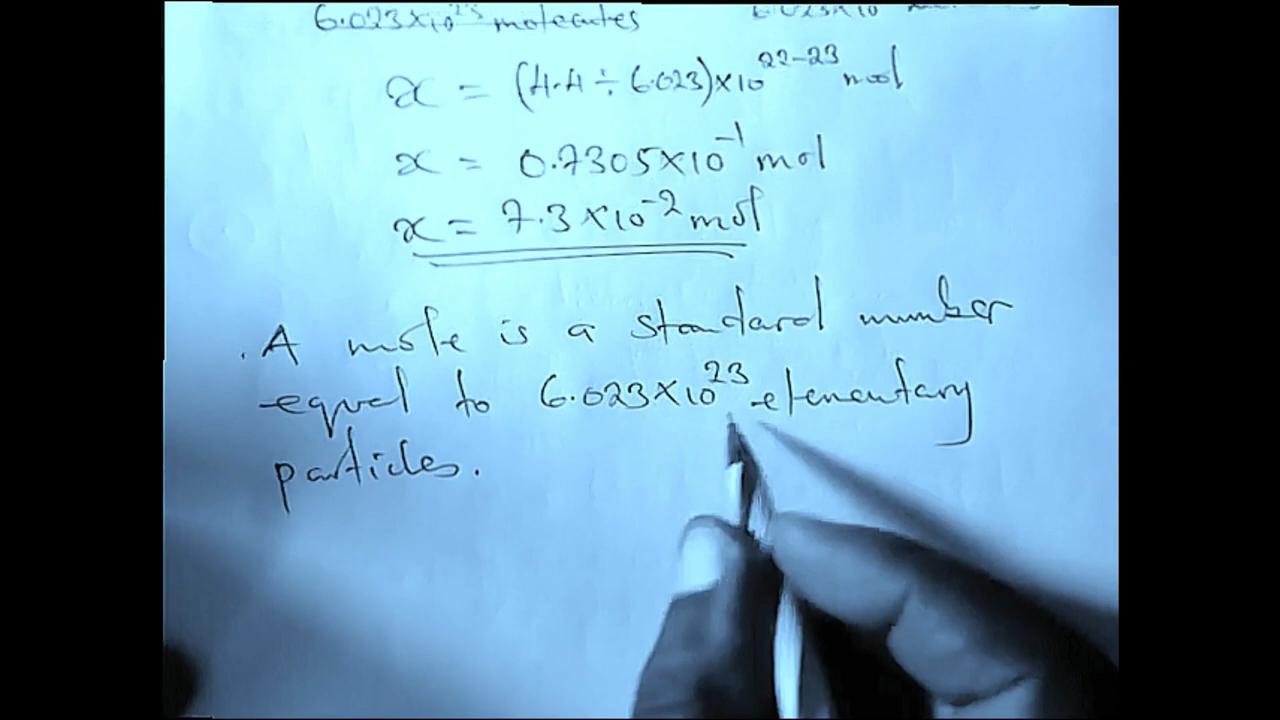 6.023×10²³ molecules
x = (4.4 ÷ 6.023)×10²²⁻²³ mol
x = 0.7305×10⁻¹ mol
x = 7.3×10⁻² mol
. A mole is a standard number
equal to 6.023×10²³ elementary
particles.